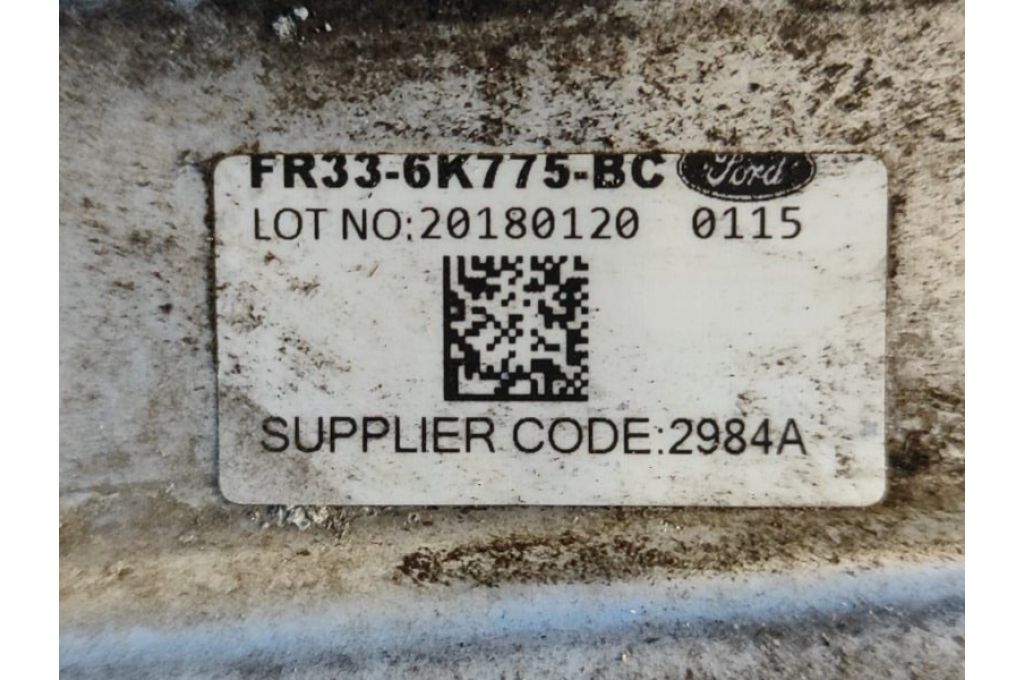 FR33-6K775-BC Ford
LOT NO:20180120 0115
SUPPLIER CODE:2984A